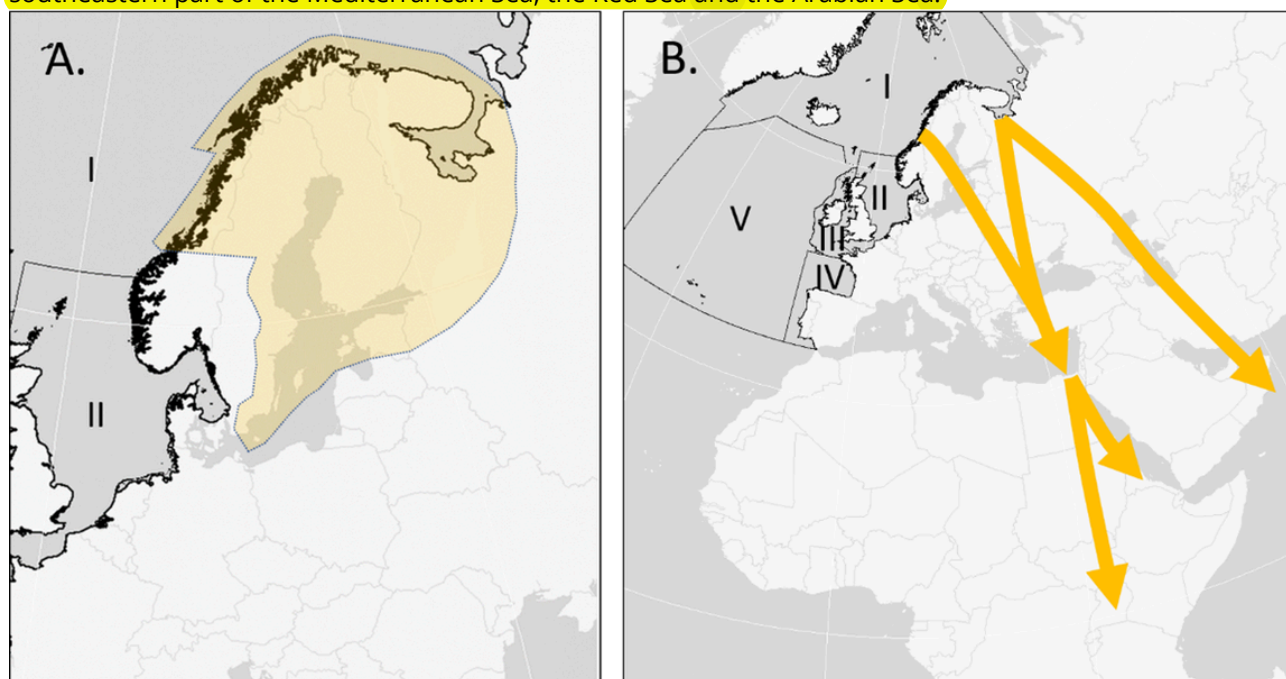 southeastern part of the Mediterranean Sea, the Red Sea and the Arabian Sea.
A.
I
II
B.
I
II
III
IV
V